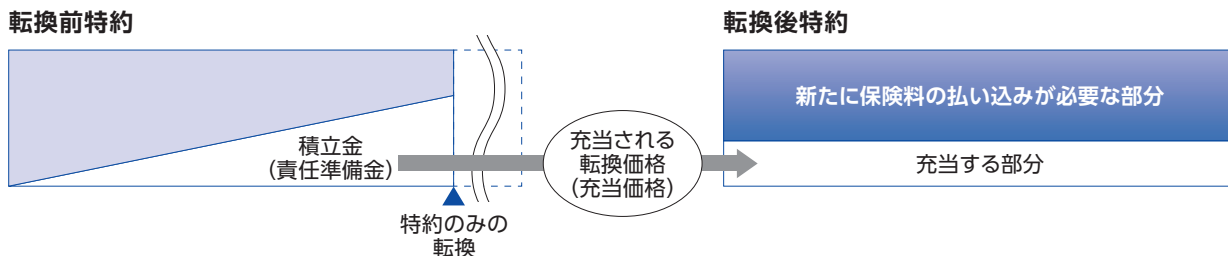 転換前特約
積立金
(責任準備金)
特約のみの
転換
充当される
転換価格
(充当価格)
転換後特約
新たに保険料の払い込みが必要な部分
充当する部分